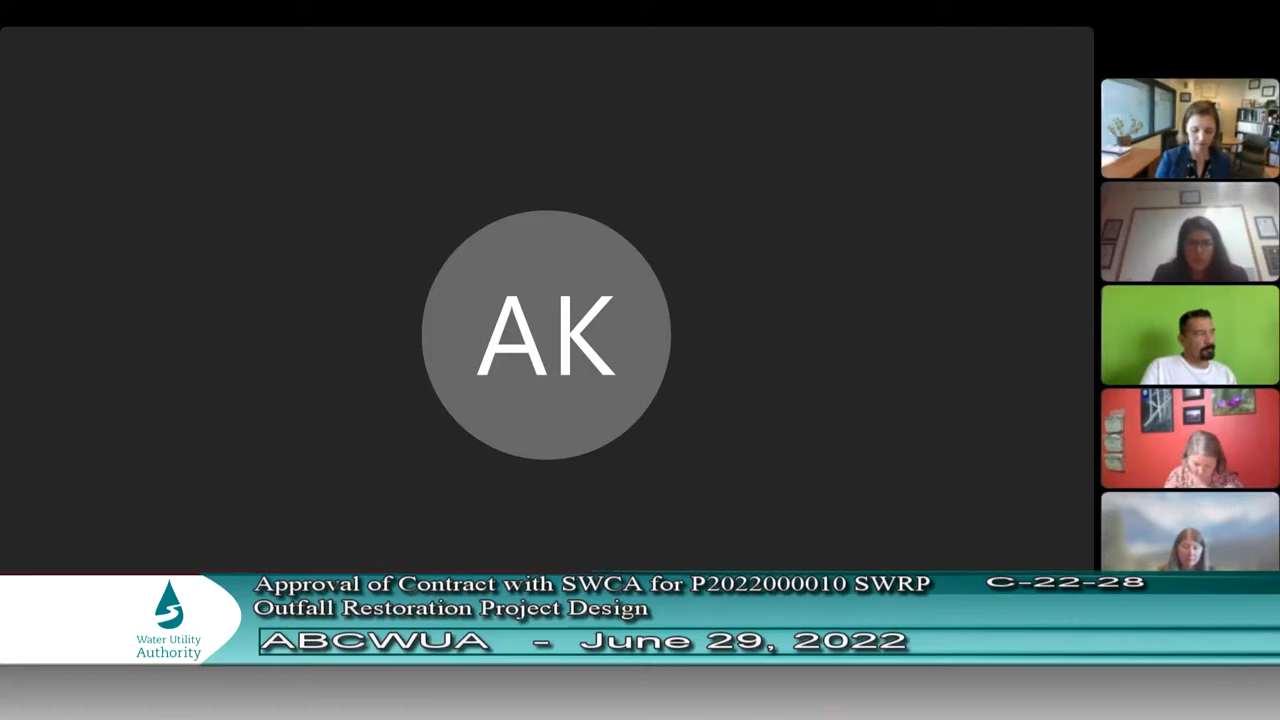 AK
Approval of Contract with SWCA for P2022000010 SWRP C-22-28
Outfall Restoration Project Design
Water Utility
Authority
ABCWUA - June 29, 2022